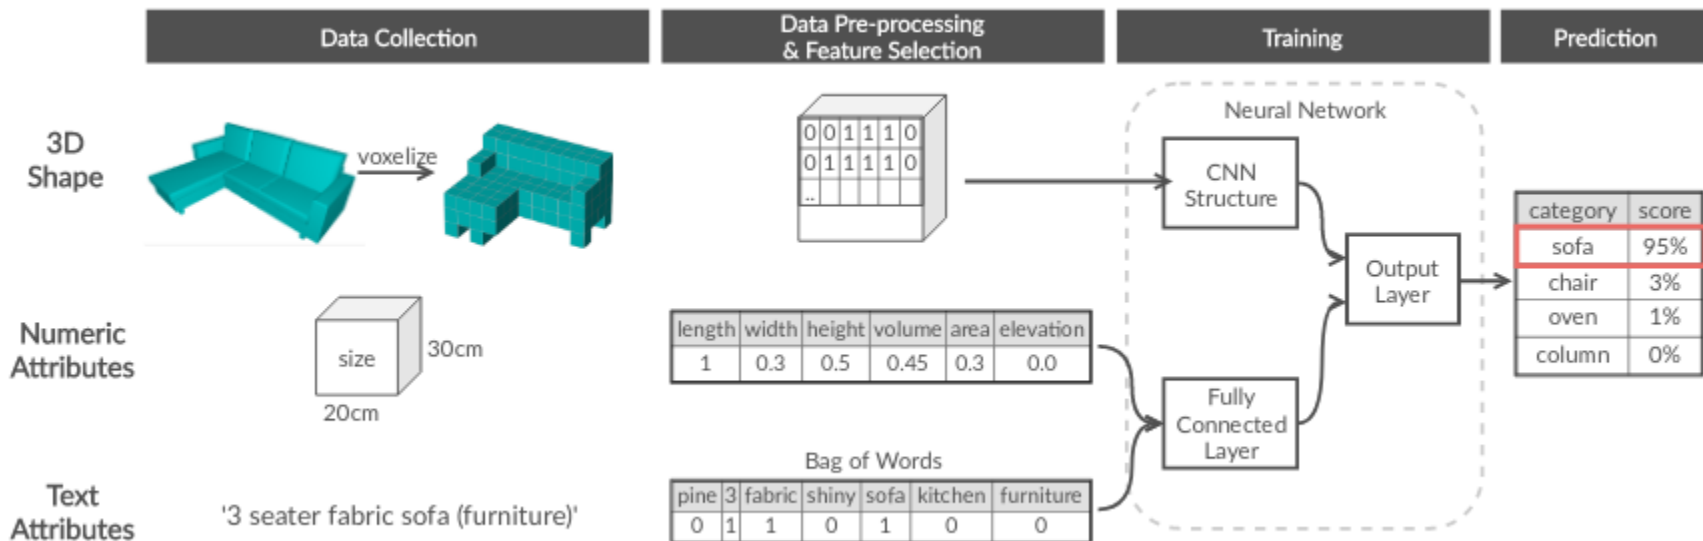 Data Collection
Data Pre-processing
& Feature Selection
Training
Prediction
3D
Shape
voxelize
0 0 1 1 1 0
0 1 1 1 1 0
..
Neural Network
CNN
Structure
Output
Layer
category score
sofa 95%
chair 3%
oven 1%
column 0%
Numeric
Attributes
size
30cm
20cm
length width height volume area elevation
1 0.3 0.5 0.45 0.3 0.0
Fully
Connected
Layer
Text
Attributes
'3 seater fabric sofa (furniture)'
Bag of Words
pine 3 fabric shiny sofa kitchen furniture
0 1 1 0 1 0 0